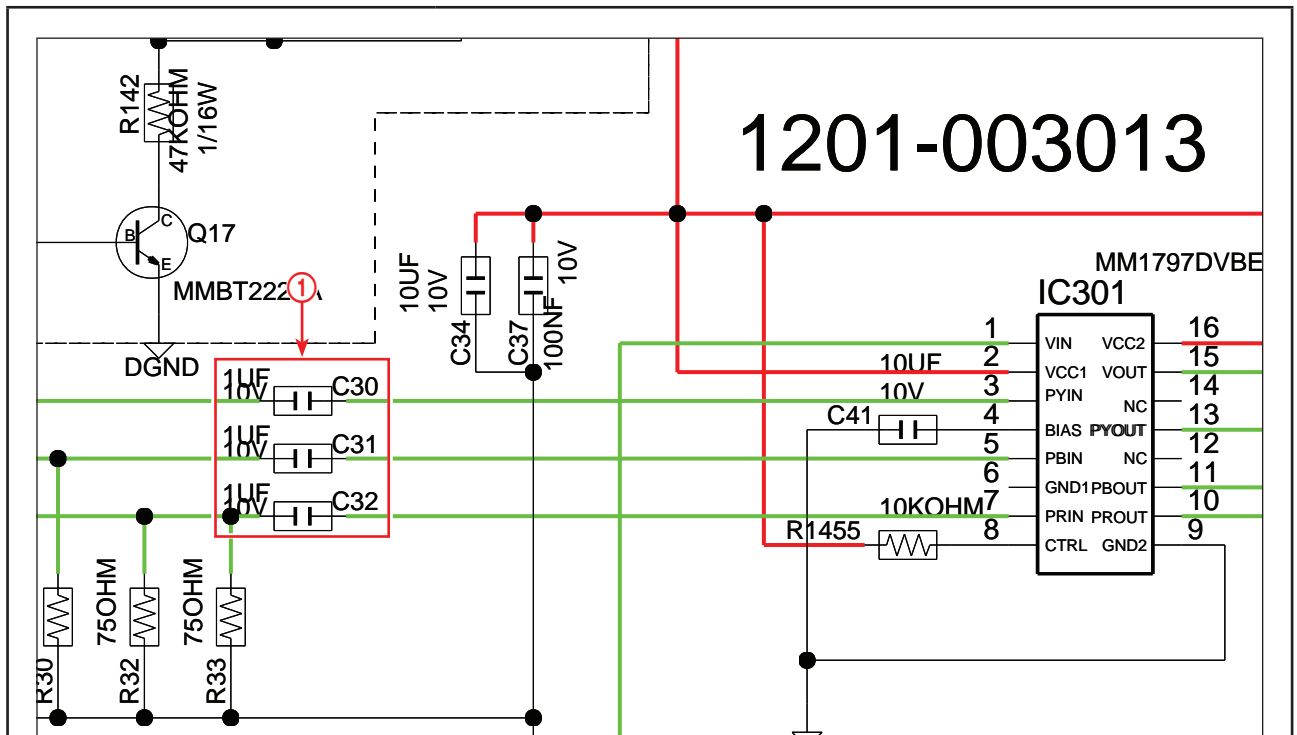 R142
47KOHM
1/16W
1201-003013
C
B
E
Q17
10UF
10V
10V
MM1797DVBE
1
IC301
C34
C37
100NF
DGND
1
VIN
VCC2
16
2
VCC1
VOUT
15
10UF
10V
3
PYIN
NC
14
1UF
10V
C30
C41
4
BIAS
PYOUT
13
1UF
10V
C31
5
PBIN
NC
12
6
GND1
PBOUT
11
1UF
10V
C32
10KOHM
7
PRIN
PROUT
10
R1455
8
CTRL
GND2
9
75OHM
75OHM
R30
R32
R33